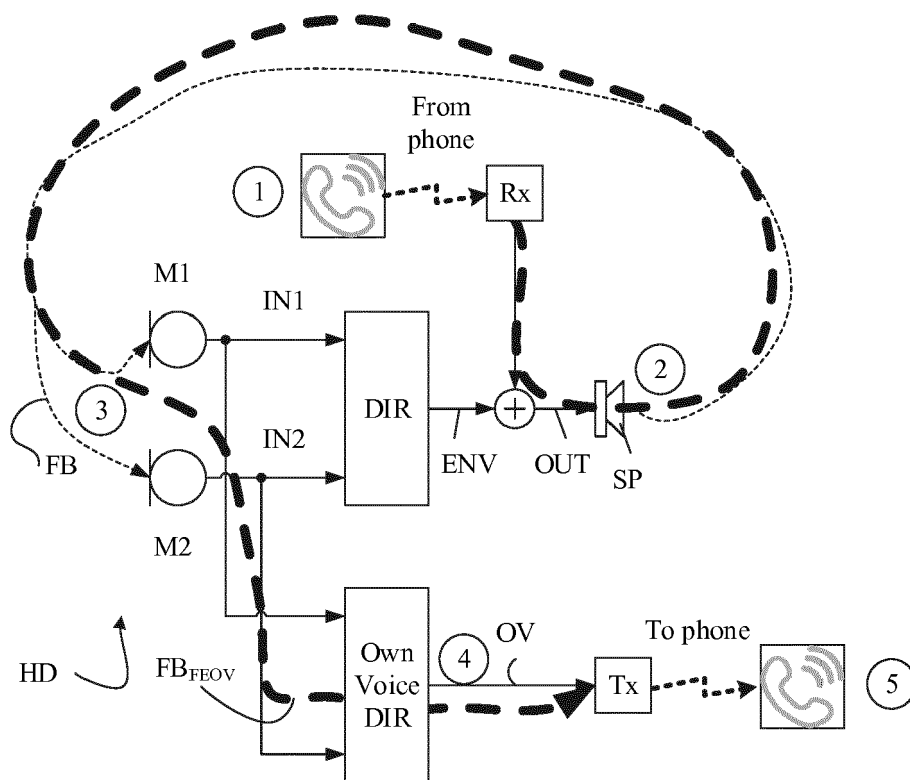 From
phone
1
Rx
M1
IN1
2
3
DIR
+
IN2
ENV
OUT
SP
FB
M2
HD
FBFEOV
Own
Voice
DIR
4
OV
To phone
Tx
5